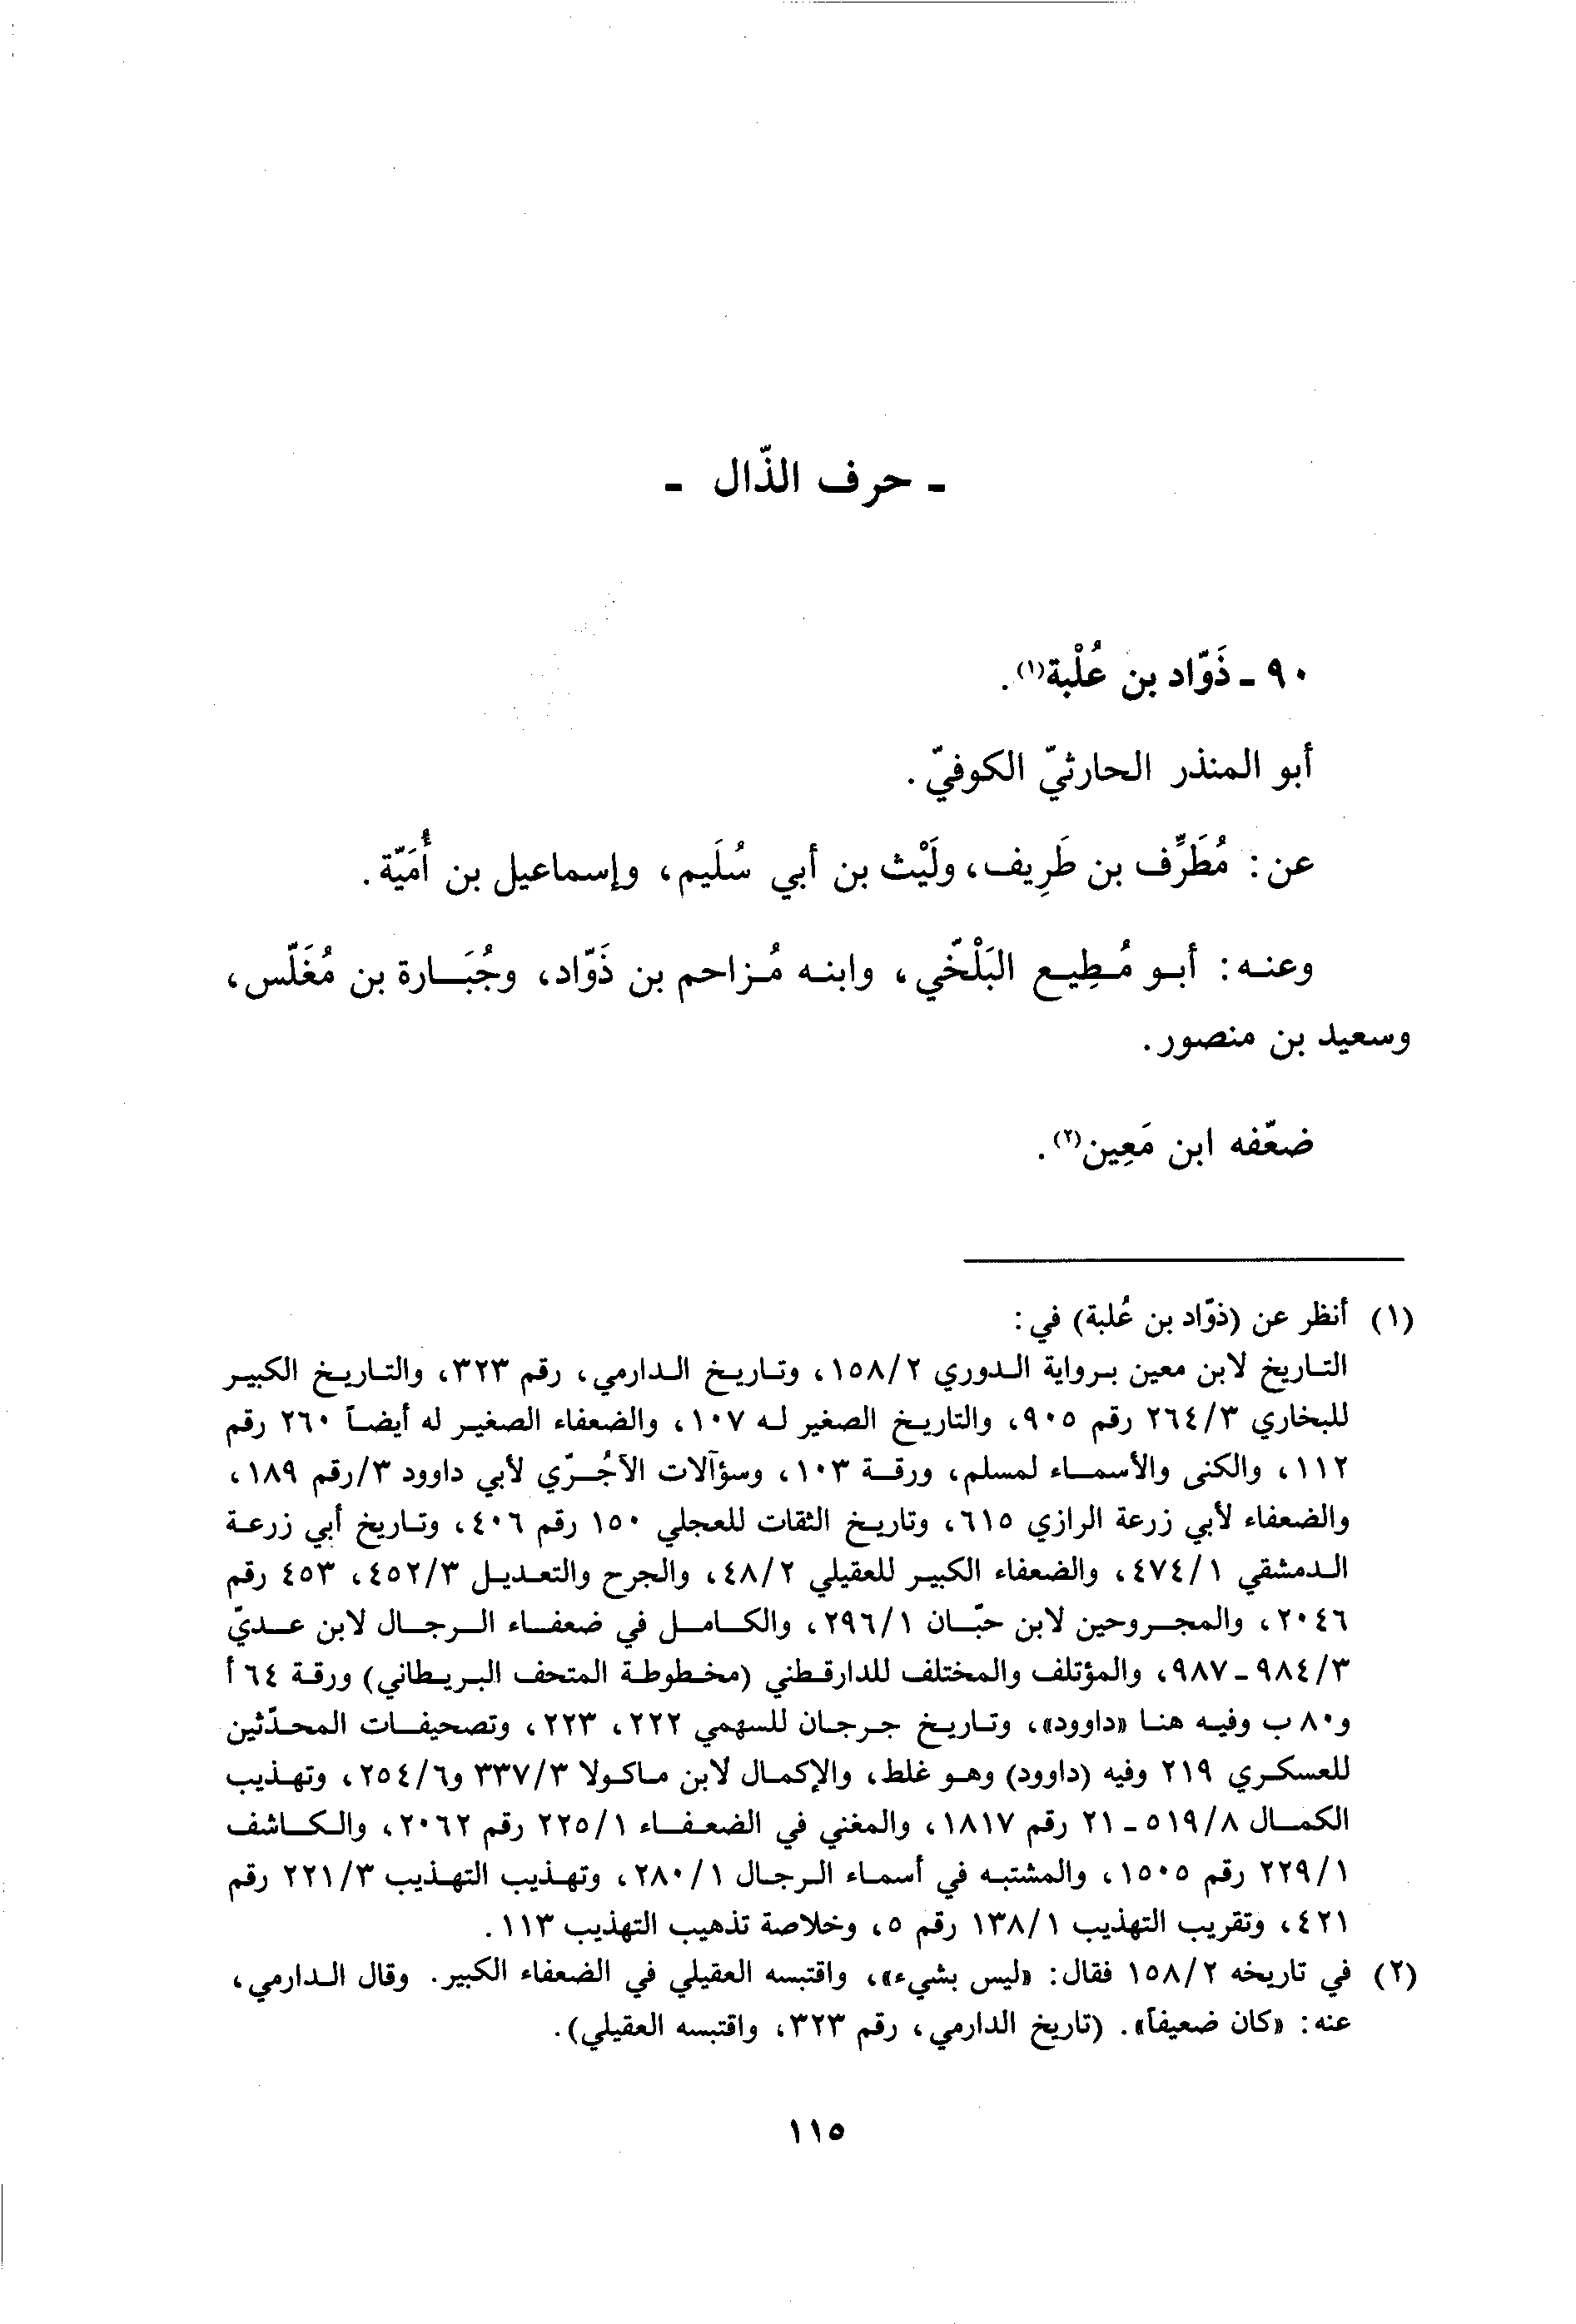 - حرف الذّال -
٩٠ - ذَوّاد بن عُلْبة(١).
أبو المنذر الحارثيّ الكوفيّ.
عن: مُطَرِّف بن طَرِيف، ولَيْث بن أبي سُلَيم، وإسماعيل بن أُمَيّة.
وعنه: أبو مُطِيع البَلْخّي، وابنه مُزاحم بن ذَوّاد، وجُبَارة بن مُغَلّس،
وسعيد بن منصور.
ضعّفه ابن مَعِين(٢).
(١) أنظر عن (ذوّاد بن عُلبة) في:
التاريخ لابن معين برواية الدوري ١٥٨/٢، وتاريخ الدارمي، رقم ٣٢٣، والتاريخ الكبير
للبخاري ٢٦٤/٣ رقم ٩٠٥، والتاريخ الصغير له ١٠٧، والضعفاء الصغير له أيضاً ٢٦٠ رقم
١١٢، والكنى والأسماء لمسلم، ورقة ١٠٣، وسؤآلات الآجُرّي لأبي داوود ٣/رقم ١٨٩،
والضعفاء لأبي زرعة الرازي ٦١٥، وتاريخ الثقات للعجلي ١٥٠ رقم ٤٠٦، وتاريخ أبي زرعة
الدمشقي ٤٧٤/١، والضعفاء الكبير للعقيلي ٤٨/٢، والجرح والتعديل ٤٥٢/٣، ٤٥٣ رقم
٢٠٤٦، والمجروحين لابن حبّان ٢٩٦/١، والكامل في ضعفاء الرجال لابن عديّ
٩٨٤/٣ - ٩٨٧، والمؤتلف والمختلف للدارقطني (مخطوطة المتحف البريطاني) ورقة ٦٤ أ
و٨٠ ب وفيه هنا «داوود»، وتاريخ جرجان للسهمي ٢٢٢، ٢٢٣، وتصحيفات المحدّثين
للعسكري ٢١٩ وفيه (داوود) وهو غلط، والإكمال لابن ماكولا ٣٣٧/٣ و٢٥٤/٦، وتهذيب
الكمال ٥١٩/٨ - ٢١ رقم ١٨١٧، والمغني في الضعفاء ٢٢٥/١ رقم ٢٠٦٢، والكاشف
٢٢٩/١ رقم ١٥٠٥، والمشتبه في أسماء الرجال ٢٨٠/١، وتهذيب التهذيب ٢٢١/٣ رقم
٤٢١، وتقريب التهذيب ١٣٨/١ رقم ٥، وخلاصة تذهيب التهذيب ١١٣.
(٢) في تاريخه ١٥٨/٢ فقال: «ليس بشيء»، واقتبسه العقيلي في الضعفاء الكبير. وقال الدارمي،
عنه: «كان ضعيفاً». (تاريخ الدارمي، رقم ٣٢٣، واقتبسه العقيلي).
١١٥